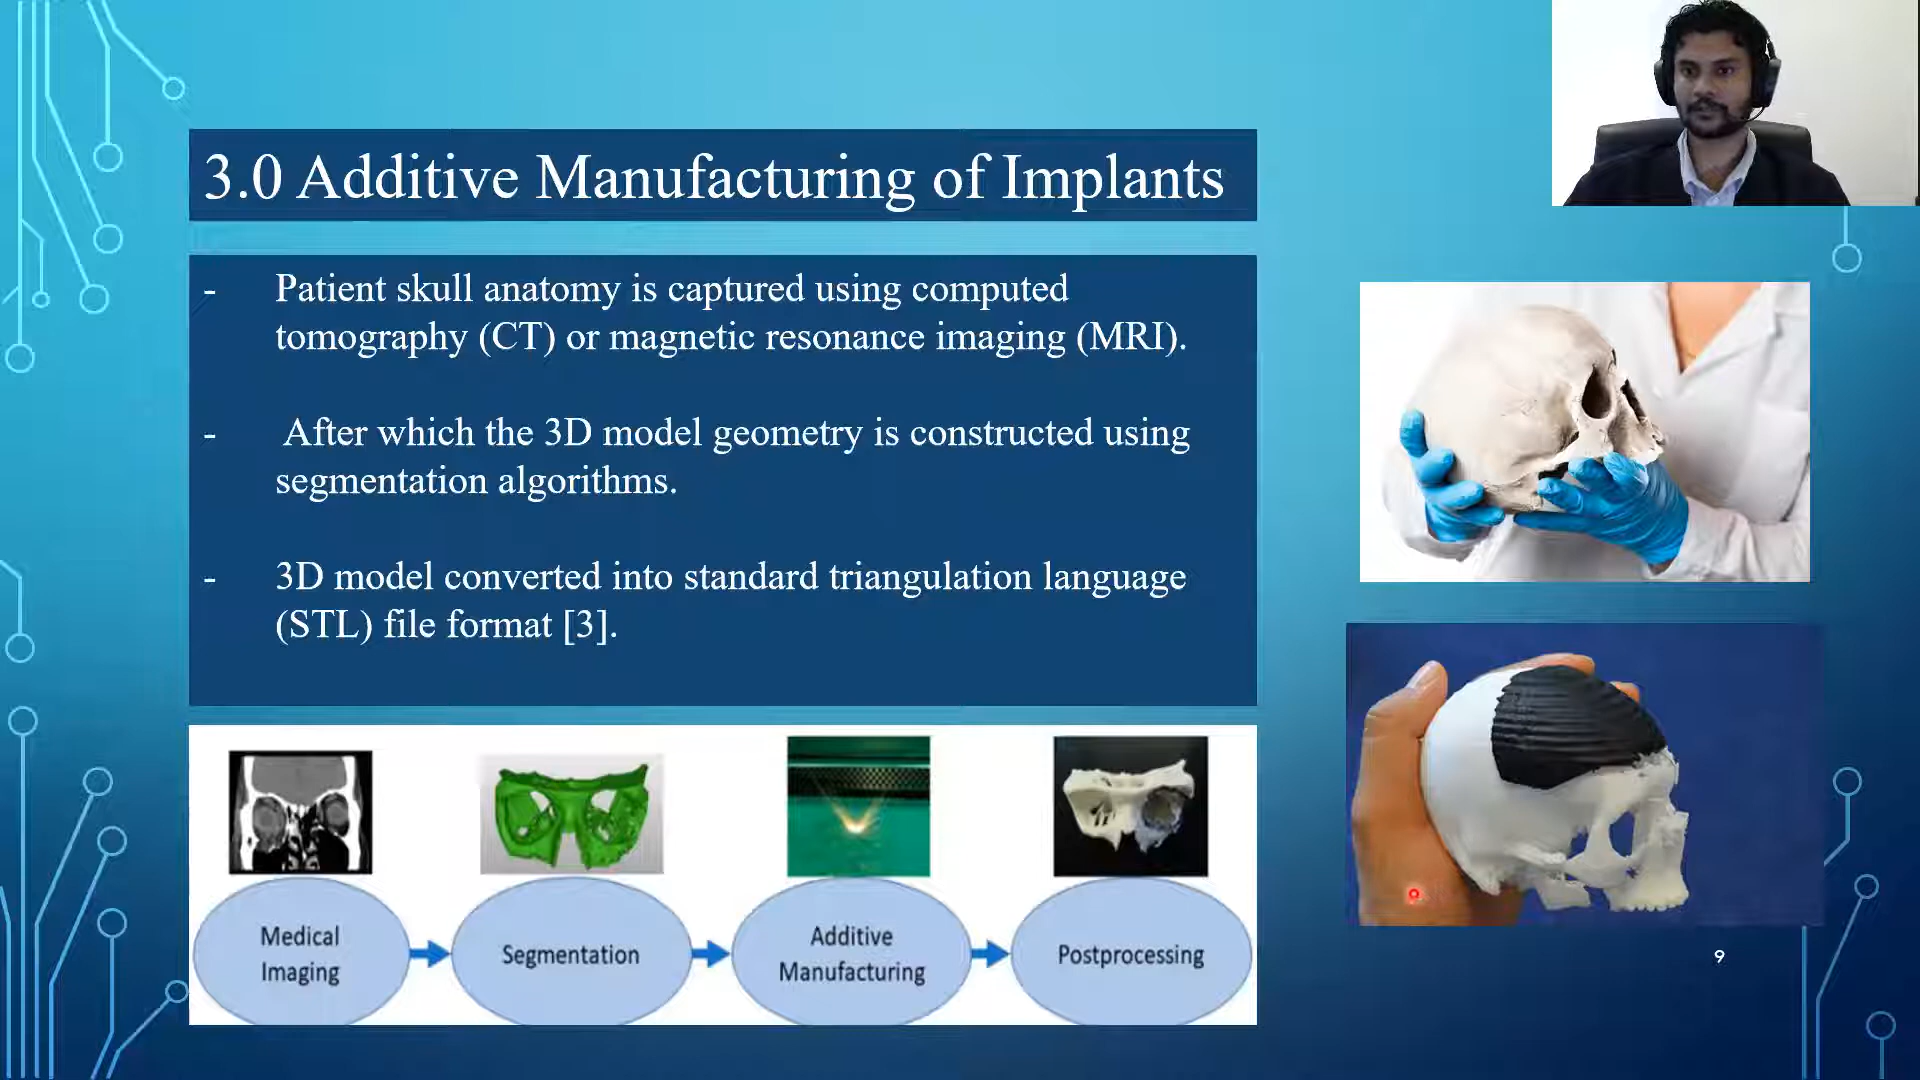 3.0 Additive Manufacturing of Implants
- Patient skull anatomy is captured using computed
tomography (CT) or magnetic resonance imaging (MRI).
- After which the 3D model geometry is constructed using
segmentation algorithms.
- 3D model converted into standard triangulation language
(STL) file format [3].
Medical
Imaging
Segmentation
Additive
Manufacturing
Postprocessing
9